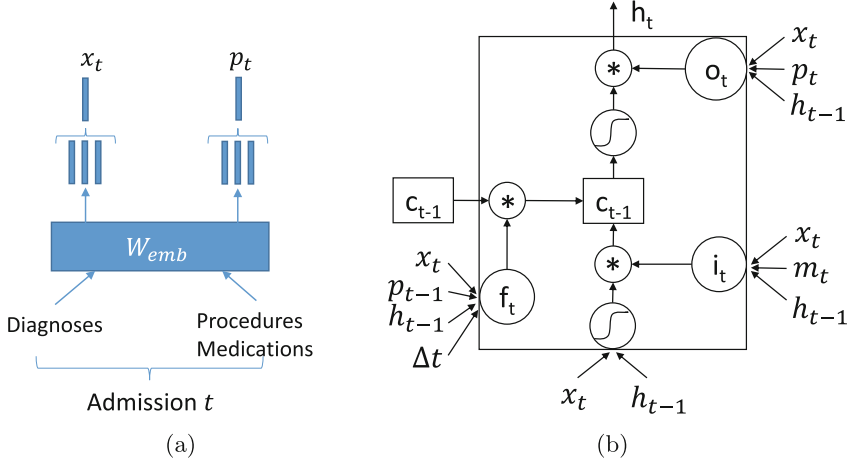 x_t
p_t
W_emb
Diagnoses
Procedures
Medications
Admission t
(a)
h_t
x_t
p_t
h_{t-1}
o_t
*
c_{t-1}
*
c_{t-1}
x_t
p_{t-1}
h_{t-1}
Δt
f_t
*
i_t
x_t
m_t
h_{t-1}
x_t
h_{t-1}
(b)